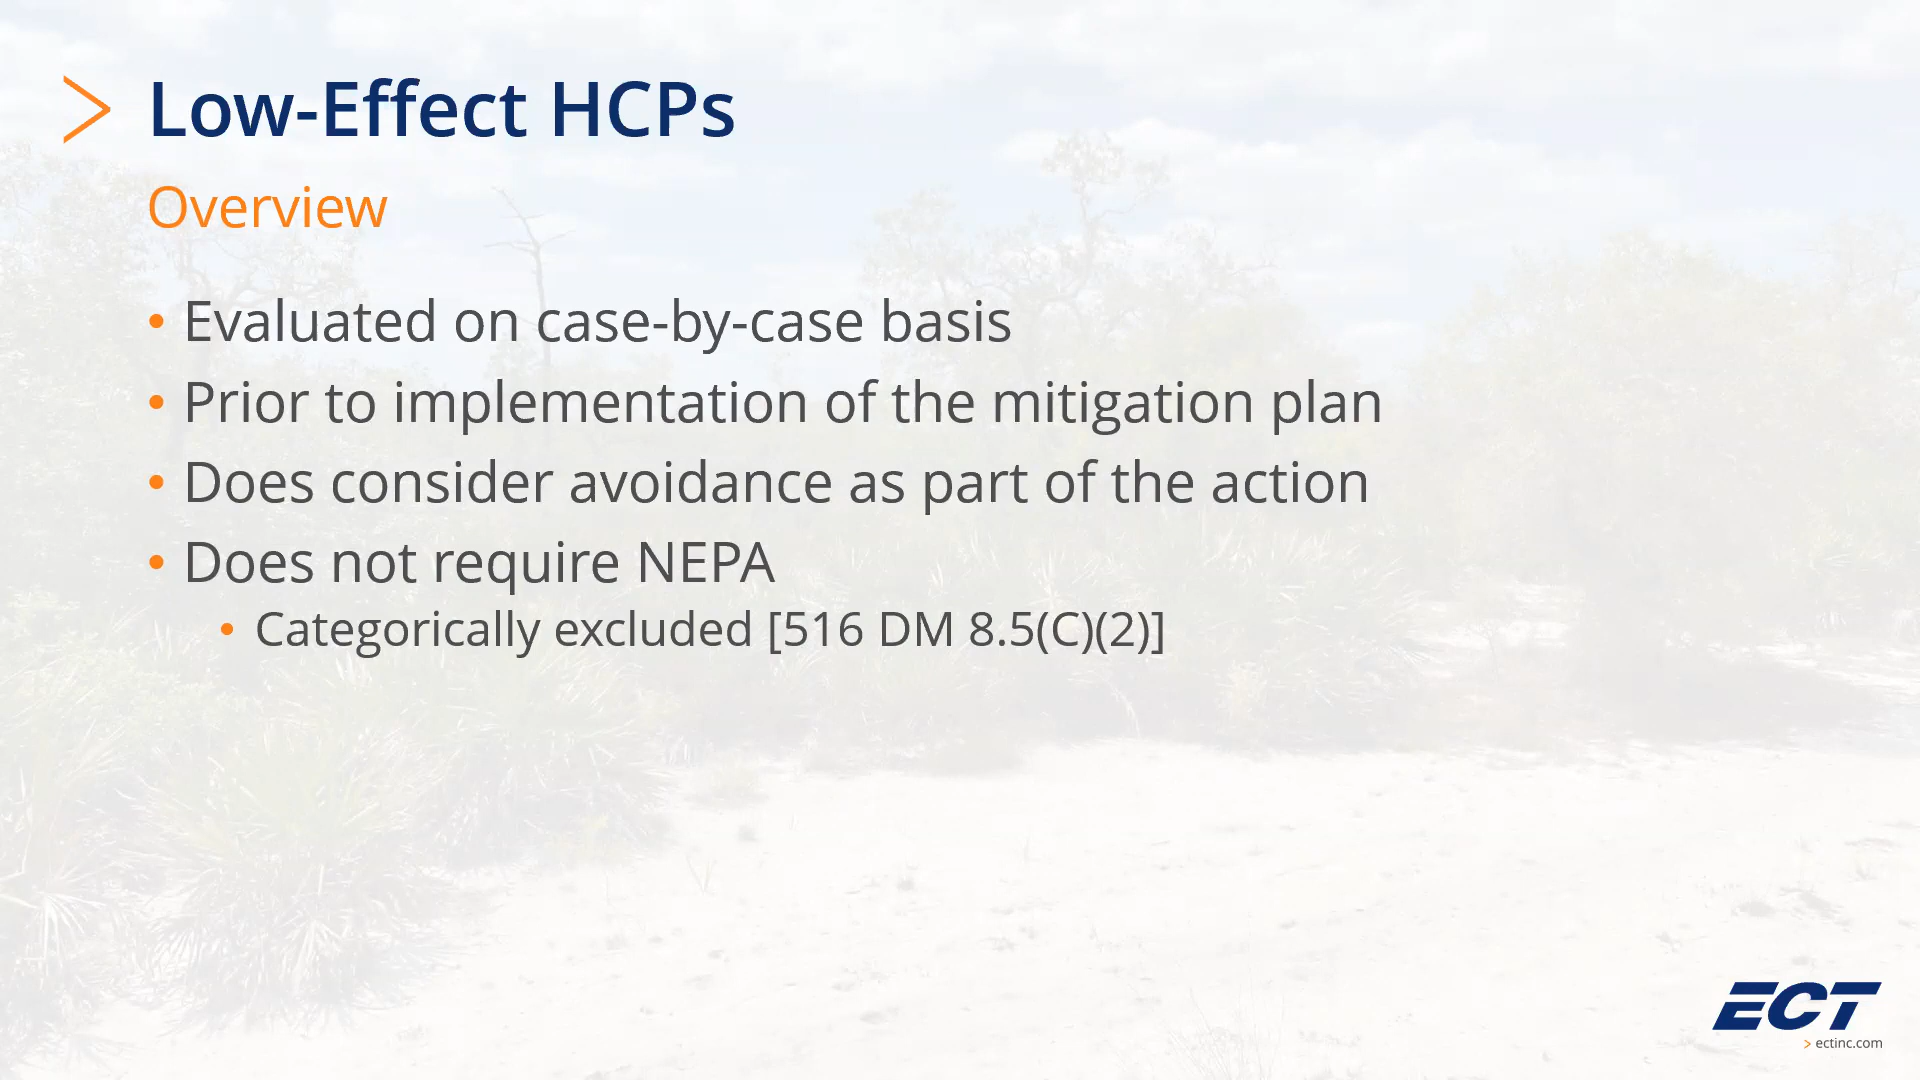 Low-Effect HCPs
Overview
• Evaluated on case-by-case basis
• Prior to implementation of the mitigation plan
• Does consider avoidance as part of the action
• Does not require NEPA
• Categorically excluded [516 DM 8.5(C)(2)]
ECT
> ectinc.com